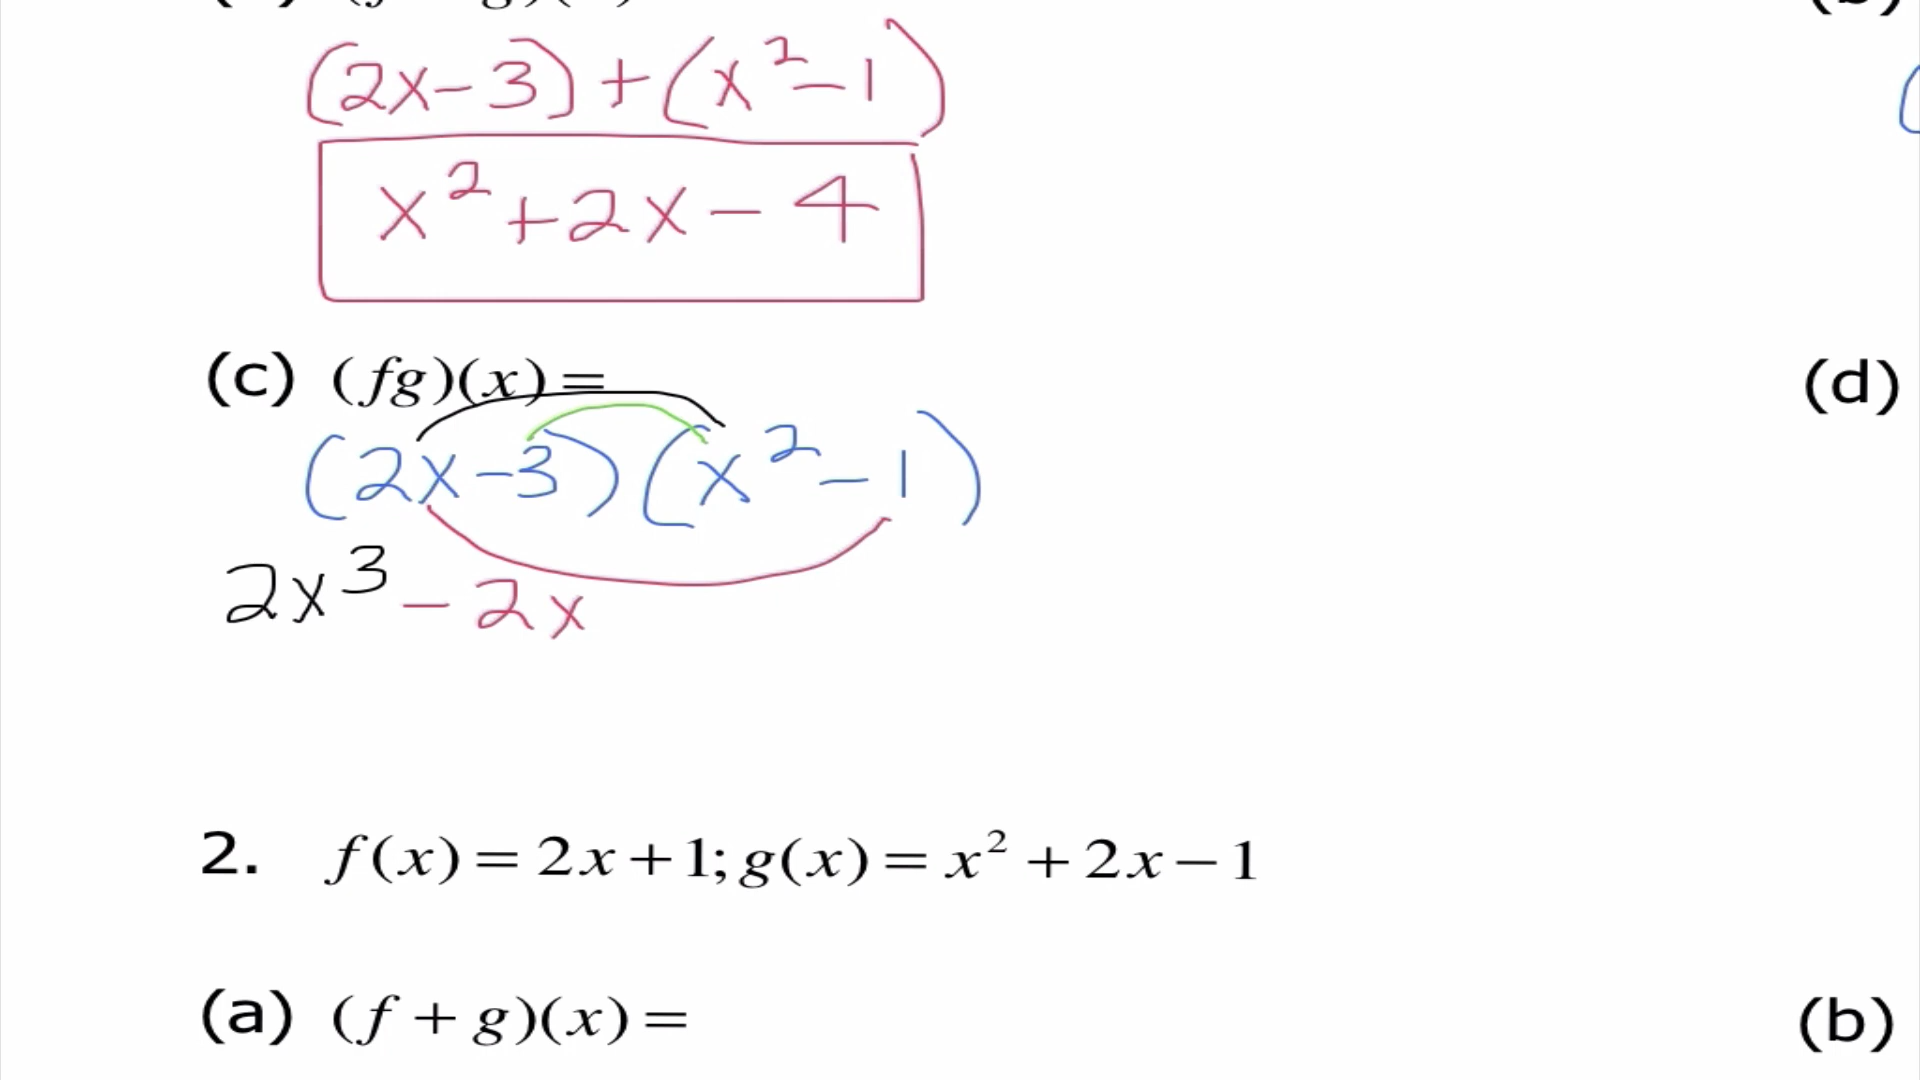 (2x-3)+(x²-1)
x²+2x-4
(c) (fg)(x)=
(d)
(2x-3)(x²-1)
2x³-2x
2. f(x)=2x+1; g(x)=x²+2x-1
(a) (f+g)(x)=
(b)